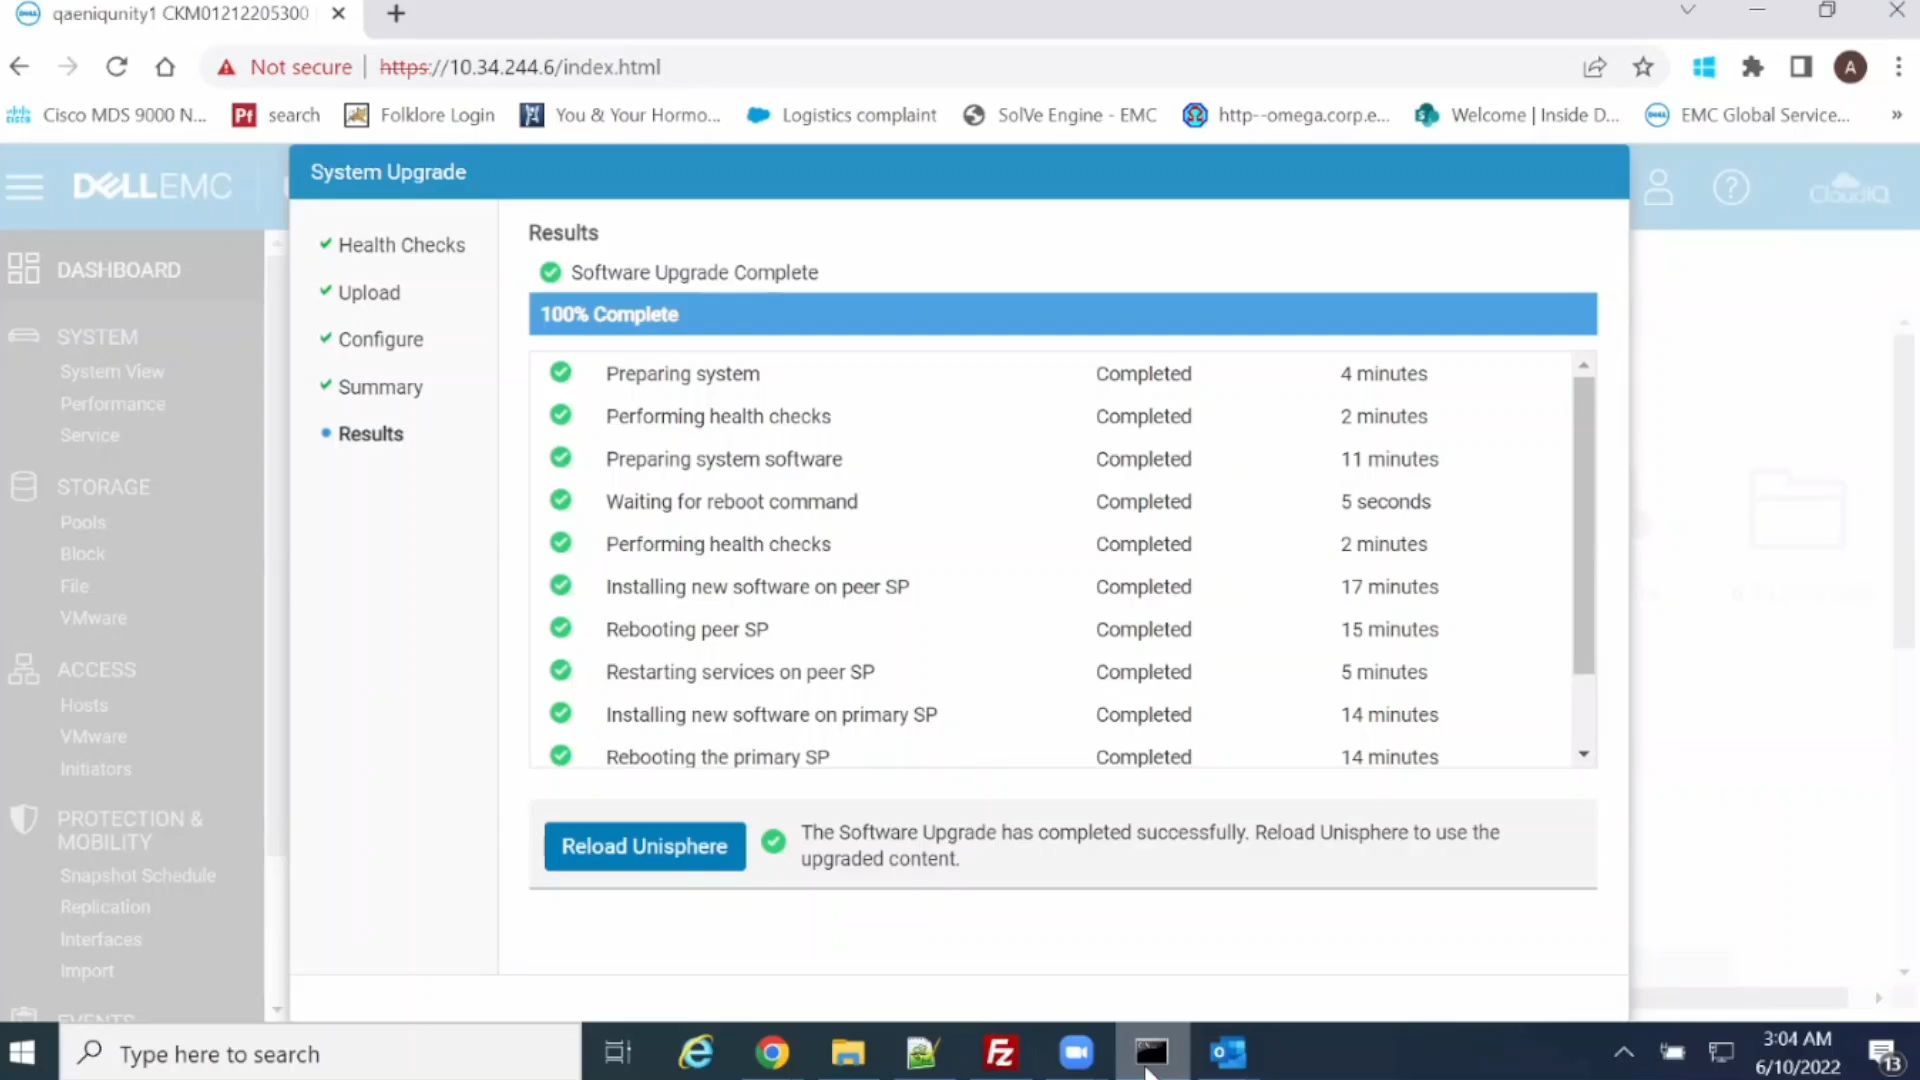 qaeniqunity1 CKM01212205300
Not secure | https://10.34.244.6/index.html
A
Cisco MDS 9000 N... Pf search Folklore Login You & Your Hormo... Logistics complaint SolVe Engine - EMC http--omega.corp.e... Welcome | Inside D... EMC Global Service... »
DELLEMC
System Upgrade
CloudIQ
DASHBOARD
SYSTEM
System View
Performance
Service
STORAGE
Pools
Block
File
VMware
ACCESS
Hosts
VMware
Initiators
PROTECTION &
MOBILITY
Snapshot Schedule
Replication
Interfaces
Import
EVENTS
Health Checks
Upload
Configure
Summary
Results
Results
Software Upgrade Complete
100% Complete
Preparing system Completed 4 minutes
Performing health checks Completed 2 minutes
Preparing system software Completed 11 minutes
Waiting for reboot command Completed 5 seconds
Performing health checks Completed 2 minutes
Installing new software on peer SP Completed 17 minutes
Rebooting peer SP Completed 15 minutes
Restarting services on peer SP Completed 5 minutes
Installing new software on primary SP Completed 14 minutes
Rebooting the primary SP Completed 14 minutes
Reload Unisphere
The Software Upgrade has completed successfully. Reload Unisphere to use the
upgraded content.
Type here to search
3:04 AM
6/10/2022
13